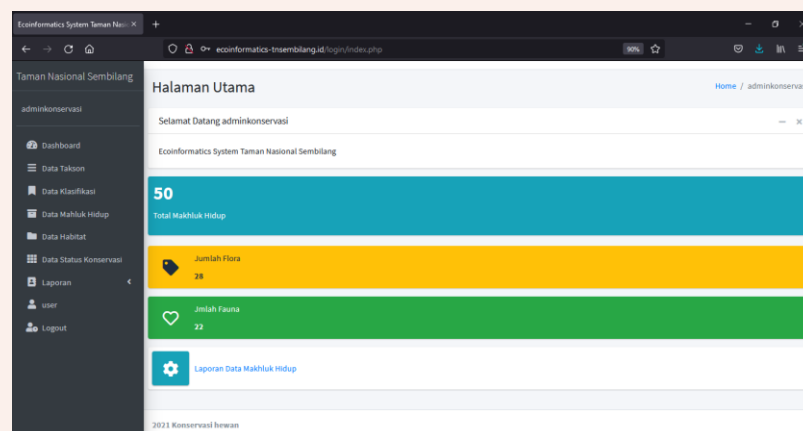 Ecoinformatics System Taman Nasi
ecoinformatics-tnsembilang.id/login/index.php
90%
Taman Nasional Sembilang
adminkonservasi
Dashboard
Data Takson
Data Klasifikasi
Data Mahluk Hidup
Data Habitat
Data Status Konservasi
Laporan
user
Logout
Halaman Utama
Home / adminkonserva
Selamat Datang adminkonservasi
Ecoinformatics System Taman Nasional Sembilang
50
Total Makhluk Hidup
Jumlah Flora
28
Jmlah Fauna
22
Laporan Data Makhluk Hidup
2021 Konservasi hewan